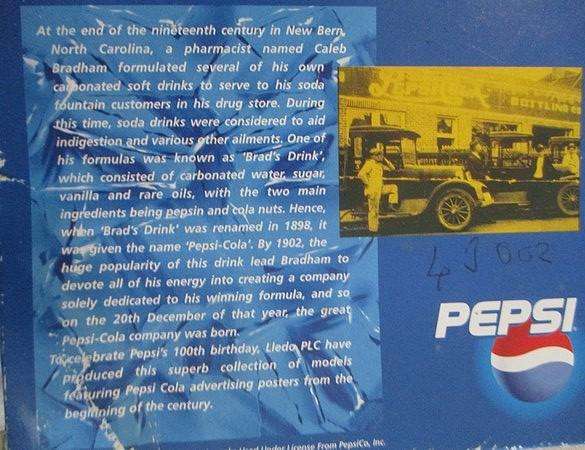 At the end of the nineteenth century in New Bern,
North Carolina, a pharmacist named Caleb
Bradham formulated several of his own
carbonated soft drinks to serve to his soda
fountain customers in his drug store. During
this time, soda drinks were considered to aid
indigestion and various other ailments. One of
his formulas was known as 'Brad's Drink',
which consisted of carbonated water, sugar,
vanilla and rare oils, with the two main
ingredients being pepsin and cola nuts. Hence,
when 'Brad's Drink' was renamed in 1898, it
was given the name 'Pepsi-Cola'. By 1902, the
huge popularity of this drink lead Bradham to
devote all of his energy into creating a company
solely dedicated to his winning formula, and so
on the 20th December of that year, the great
Pepsi-Cola company was born.
To celebrate Pepsi's 100th birthday, Lledo PLC have
produced this superb collection of models
featuring Pepsi Cola advertising posters from the
beginning of the century.
BOTTLING
PEPSI
Used Under License From PepsiCo, Inc.